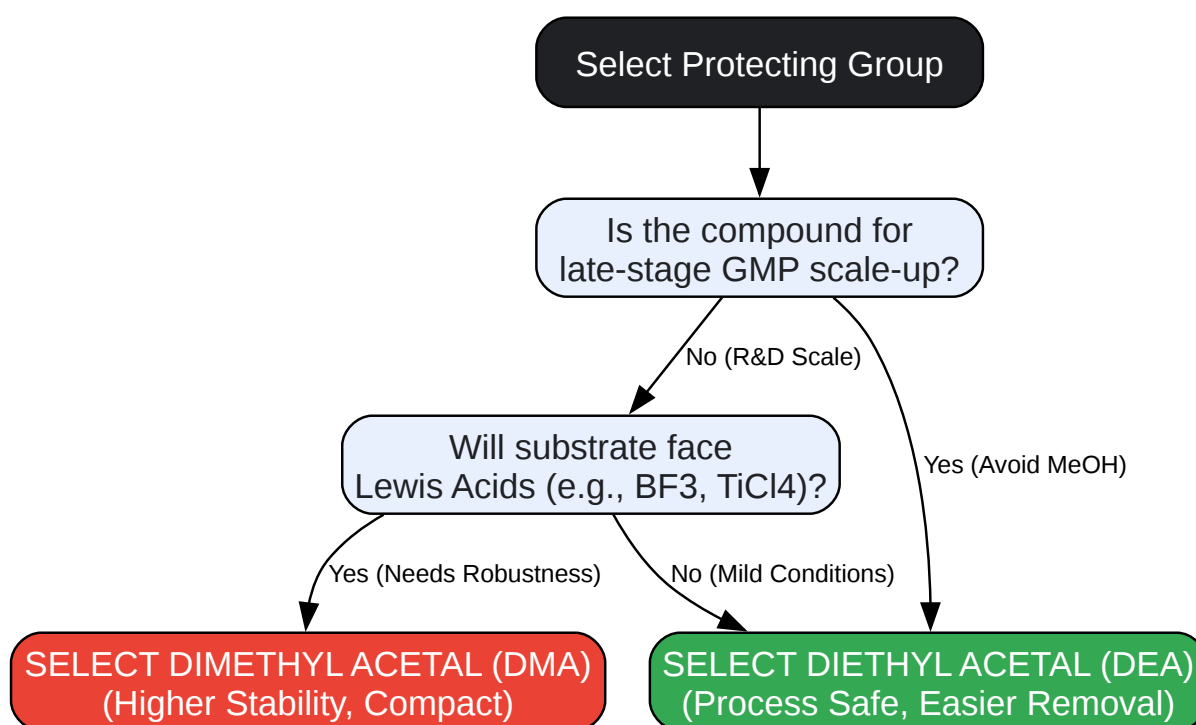 Select Protecting Group
Is the compound for
late-stage GMP scale-up?
No (R&D Scale)
Will substrate face
Lewis Acids (e.g., BF3, TiCl4)?
Yes (Avoid MeOH)
Yes (Needs Robustness)
No (Mild Conditions)
SELECT DIMETHYL ACETAL (DMA)
(Higher Stability, Compact)
SELECT DIETHYL ACETAL (DEA)
(Process Safe, Easier Removal)